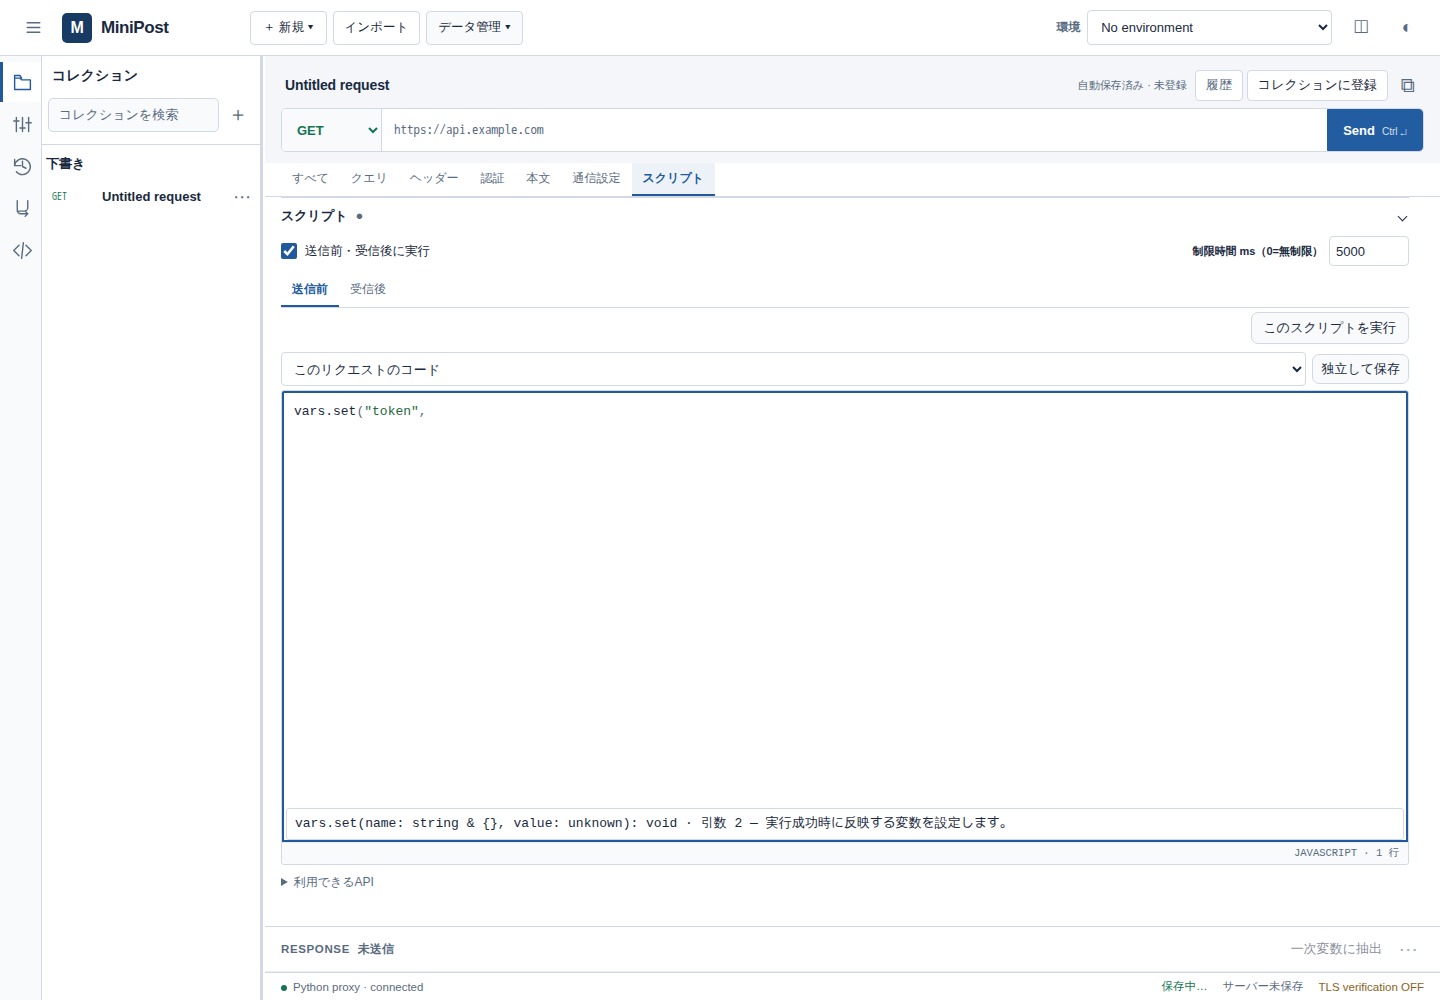 M MiniPost ＋ 新規 ▾ インポート データ管理 ▾ 環境 No environment
コレクション
コレクションを検索 ＋
下書き
GET Untitled request ···
Untitled request 自動保存済み · 未登録 履歴 コレクションに登録
GET https://api.example.com Send Ctrl ⏎
すべて クエリ ヘッダー 認証 本文 通信設定 スクリプト
スクリプト ●
送信前・受信後に実行 制限時間 ms（0=無制限） 5000
送信前 受信後
このスクリプトを実行
このリクエストのコード 独立して保存
vars.set("token",
vars.set(name: string & {}, value: unknown): void · 引数 2 — 実行成功時に反映する変数を設定します。
JAVASCRIPT · 1 行
▶ 利用できるAPI
RESPONSE 未送信 一次変数に抽出 ···
Python proxy · connected 保存中… サーバー未保存 TLS verification OFF